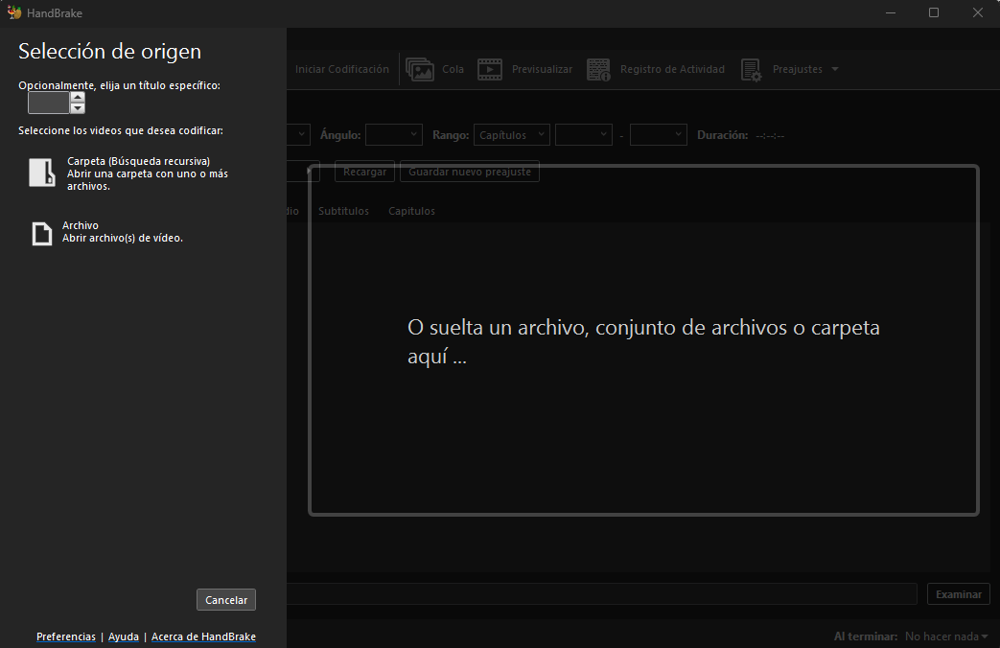 HandBrake
Selección de origen
Opcionalmente, elija un título específico:
Seleccione los videos que desea codificar:
Carpeta (Búsqueda recursiva)
Abrir una carpeta con uno o más
archivos.
Archivo
Abrir archivo(s) de vídeo.
Cancelar
Preferencias | Ayuda | Acerca de HandBrake
Iniciar Codificación Cola Previsualizar Registro de Actividad Preajustes
Ángulo: Rango: Capítulos - Duración: --:--:--
Recargar Guardar nuevo preajuste
dio Subtitulos Capitulos
O suelta un archivo, conjunto de archivos o carpeta
aquí ...
Examinar
Al terminar: No hacer nada